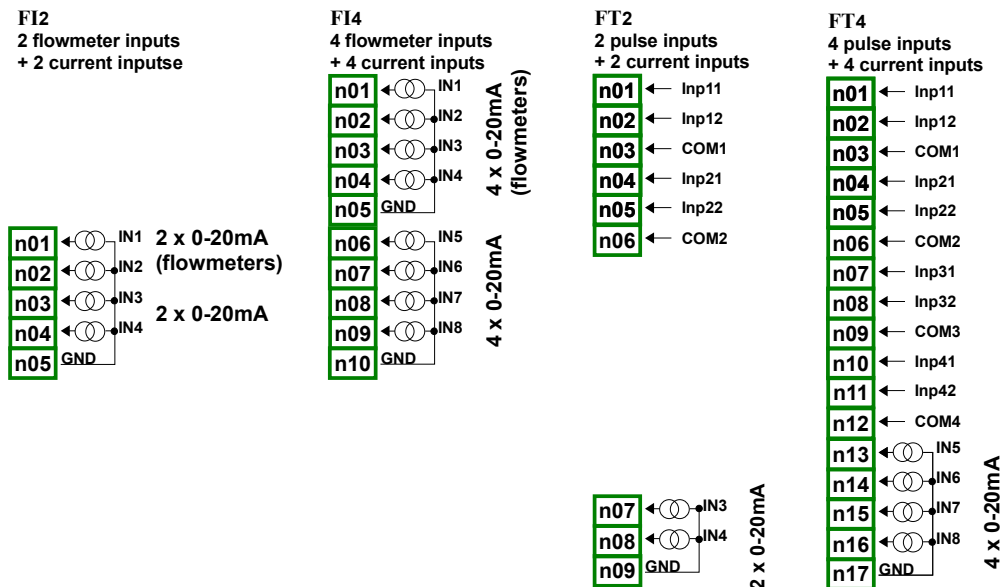 FI2
2 flowmeter inputs
+ 2 current inputse
n01
IN1
n02
IN2
n03
IN3
n04
IN4
n05
GND
2 x 0-20mA
(flowmeters)
2 x 0-20mA
FI4
4 flowmeter inputs
+ 4 current inputs
n01
IN1
n02
IN2
n03
IN3
n04
IN4
n05
GND
4 x 0-20mA
(flowmeters)
n06
IN5
n07
IN6
n08
IN7
n09
IN8
n10
GND
4 x 0-20mA
FT2
2 pulse inputs
+ 2 current inputs
n01
Inp11
n02
Inp12
n03
COM1
n04
Inp21
n05
Inp22
n06
COM2
n07
IN3
n08
IN4
n09
GND
2 x 0-20mA
FT4
4 pulse inputs
+ 4 current inputs
n01
Inp11
n02
Inp12
n03
COM1
n04
Inp21
n05
Inp22
n06
COM2
n07
Inp31
n08
Inp32
n09
COM3
n10
Inp41
n11
Inp42
n12
COM4
n13
IN5
n14
IN6
n15
IN7
n16
IN8
n17
GND
4 x 0-20mA